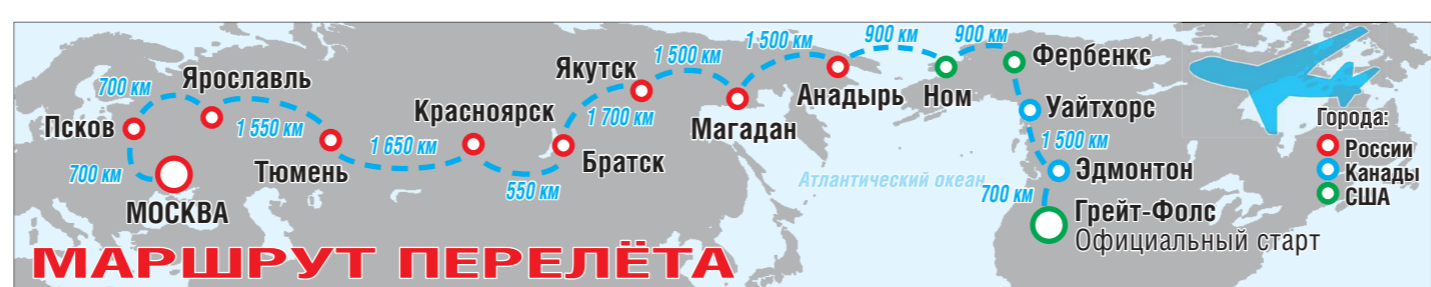 900 км
900 км
1 500 км
1 500 км
Фербенкс
Якутск
Ярославль
700 км
Анадырь
Ном
Красноярск
Уайтхорс
Псков
1 550 км
1 700 км
Магадан
Города:
1 650 км
1 500 км
России
Тюмень
Братск
Эдмонтон
Канады
700 км
550 км
Атлантический океан
700 км
США
МОСКВА
Грейт-Фолс
Официальный старт
МАРШРУТ ПЕРЕЛЁТА